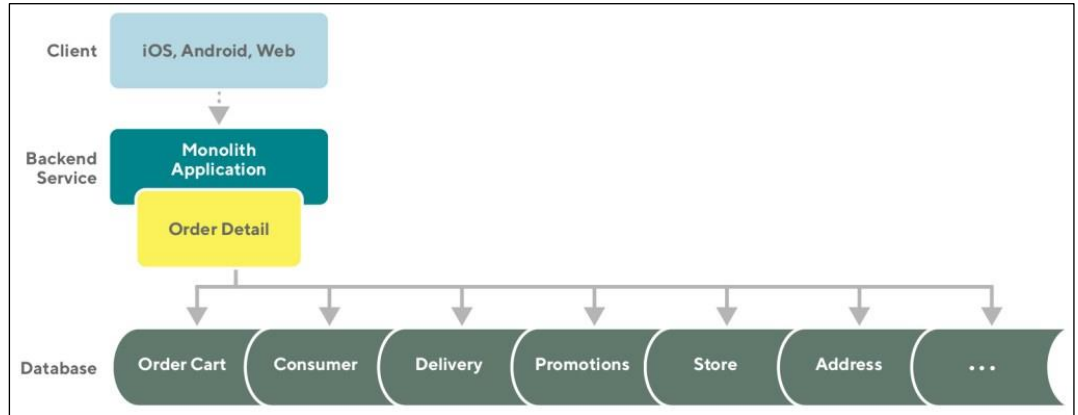 Client
iOS, Android, Web
Backend
Service
Monolith
Application
Order Detail
Database
Order Cart
Consumer
Delivery
Promotions
Store
Address
...